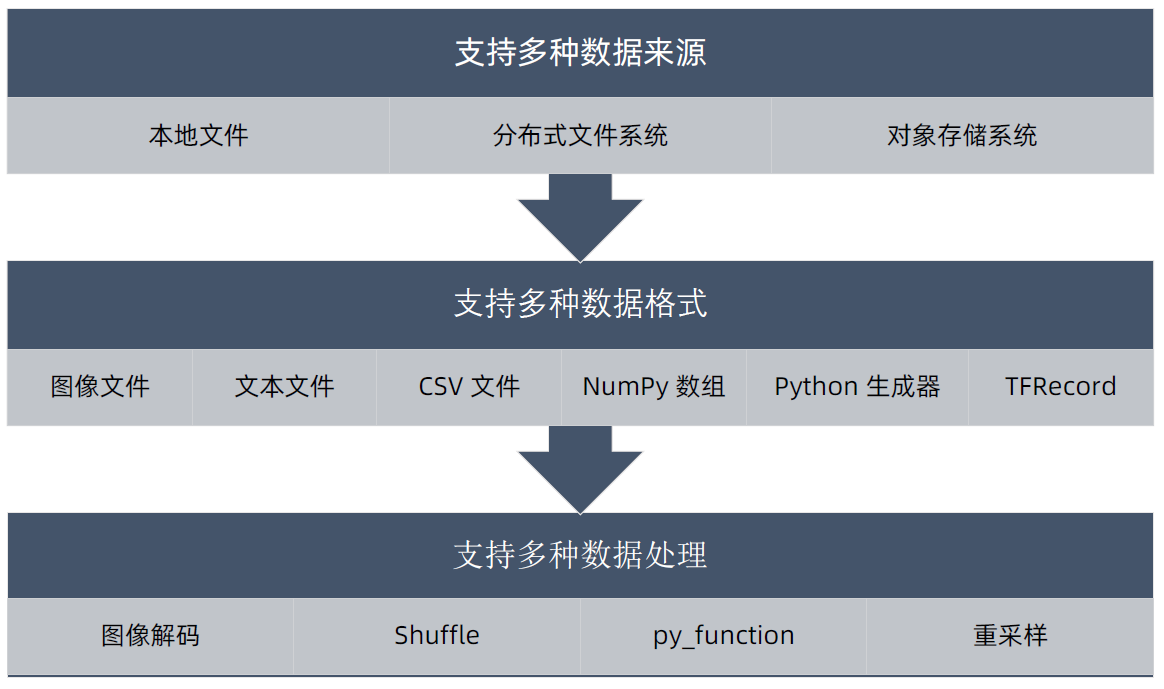 支持多种数据来源
本地文件 分布式文件系统 对象存储系统
支持多种数据格式
图像文件 文本文件 CSV 文件 NumPy 数组 Python 生成器 TFRecord
支持多种数据处理
图像解码 Shuffle py_function 重采样